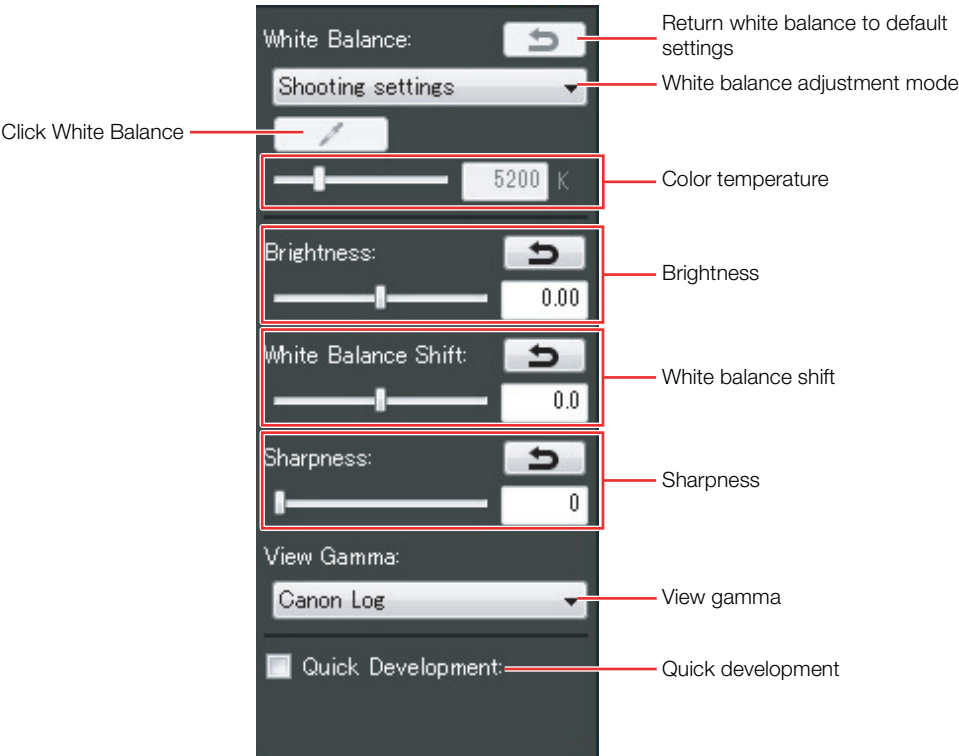 White Balance:
Return white balance to default
settings
Shooting settings
White balance adjustment mode
Click White Balance
5200 K
Color temperature
Brightness:
0.00
Brightness
White Balance Shift:
0.0
White balance shift
Sharpness:
0
Sharpness
View Gamma:
Canon Log
View gamma
Quick Development:
Quick development